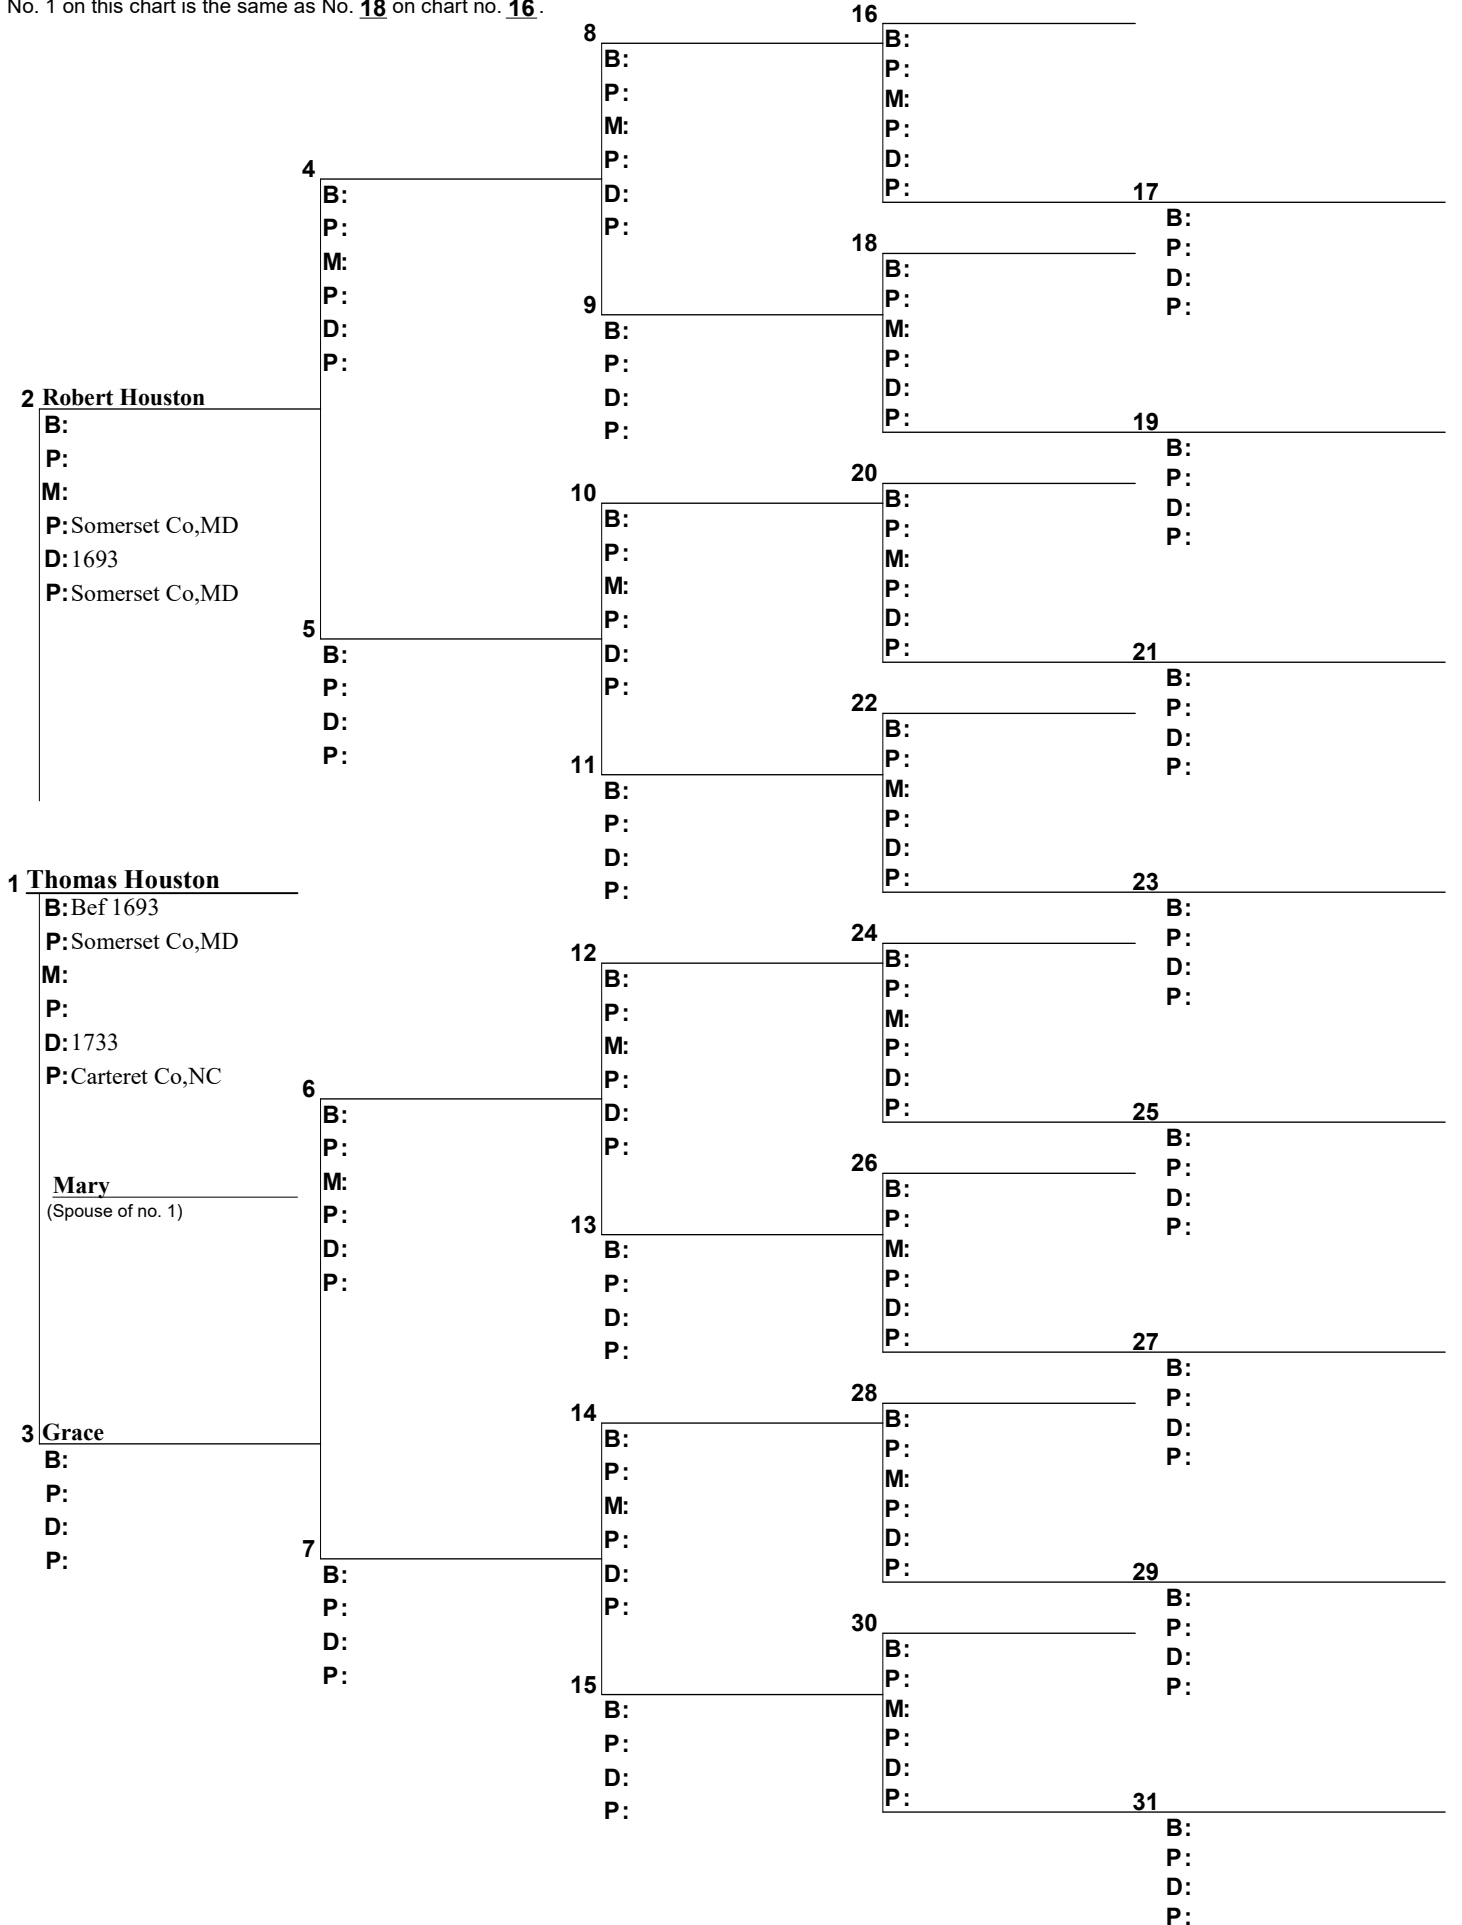 No. 1 on this chart is the same as No. 18 on chart no. 16.
2 Robert Houston
B:
P:
M:
P: Somerset Co,MD
D: 1693
P: Somerset Co,MD
1 Thomas Houston
B: Bef 1693
P: Somerset Co,MD
M:
P:
D: 1733
P: Carteret Co,NC
Mary
(Spouse of no. 1)
3 Grace
B:
P:
D:
P:
4
B:
P:
M:
P:
D:
P:
5
B:
P:
D:
P:
6
B:
P:
M:
P:
D:
P:
7
B:
P:
D:
P:
8
B:
P:
M:
P:
D:
P:
9
B:
P:
D:
P:
10
B:
P:
M:
P:
D:
P:
11
B:
P:
D:
P:
12
B:
P:
M:
P:
D:
P:
13
B:
P:
D:
P:
14
B:
P:
M:
P:
D:
P:
15
B:
P:
D:
P:
16
B:
P:
M:
P:
D:
P:
17
B:
P:
D:
P:
18
B:
P:
M:
P:
D:
P:
19
B:
P:
D:
P:
20
B:
P:
M:
P:
D:
P:
21
B:
P:
D:
P:
22
B:
P:
M:
P:
D:
P:
23
B:
P:
D:
P:
24
B:
P:
M:
P:
D:
P:
25
B:
P:
D:
P:
26
B:
P:
M:
P:
D:
P:
27
B:
P:
D:
P:
28
B:
P:
M:
P:
D:
P:
29
B:
P:
D:
P:
30
B:
P:
M:
P:
D:
P:
31
B:
P:
D:
P: